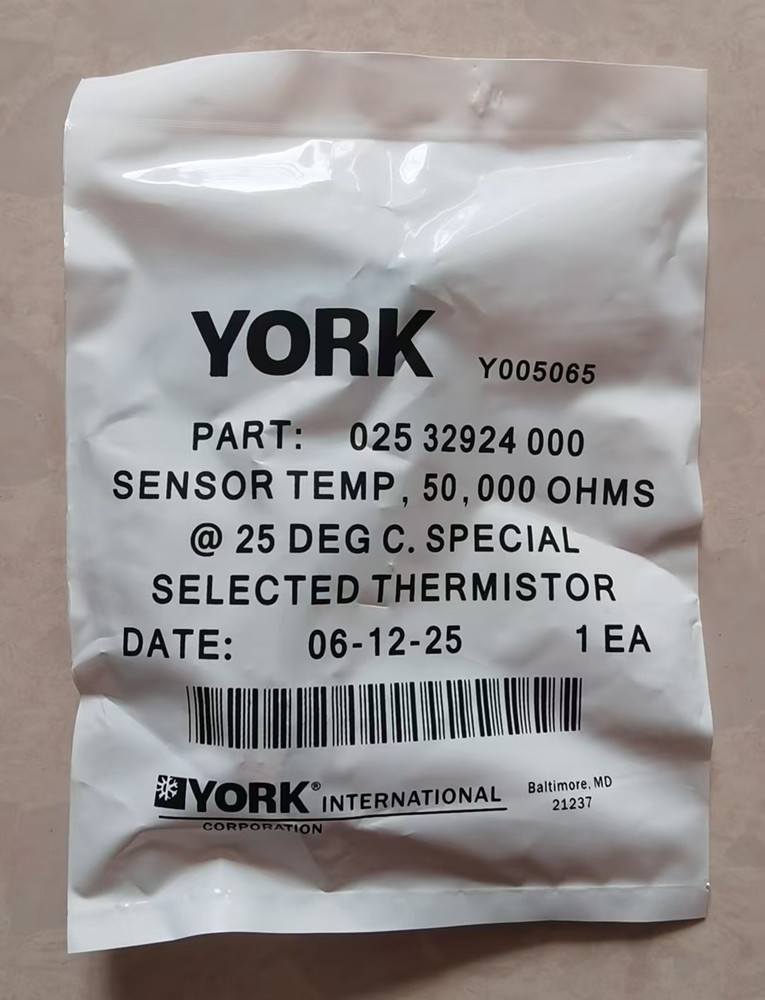 YORK Y005065
PART: 025 32924 000
SENSOR TEMP, 50,000 OHMS
@ 25 DEG C. SPECIAL
SELECTED THERMISTOR
DATE: 06-12-25 1 EA
YORK® INTERNATIONAL
CORPORATION
Baltimore, MD
21237